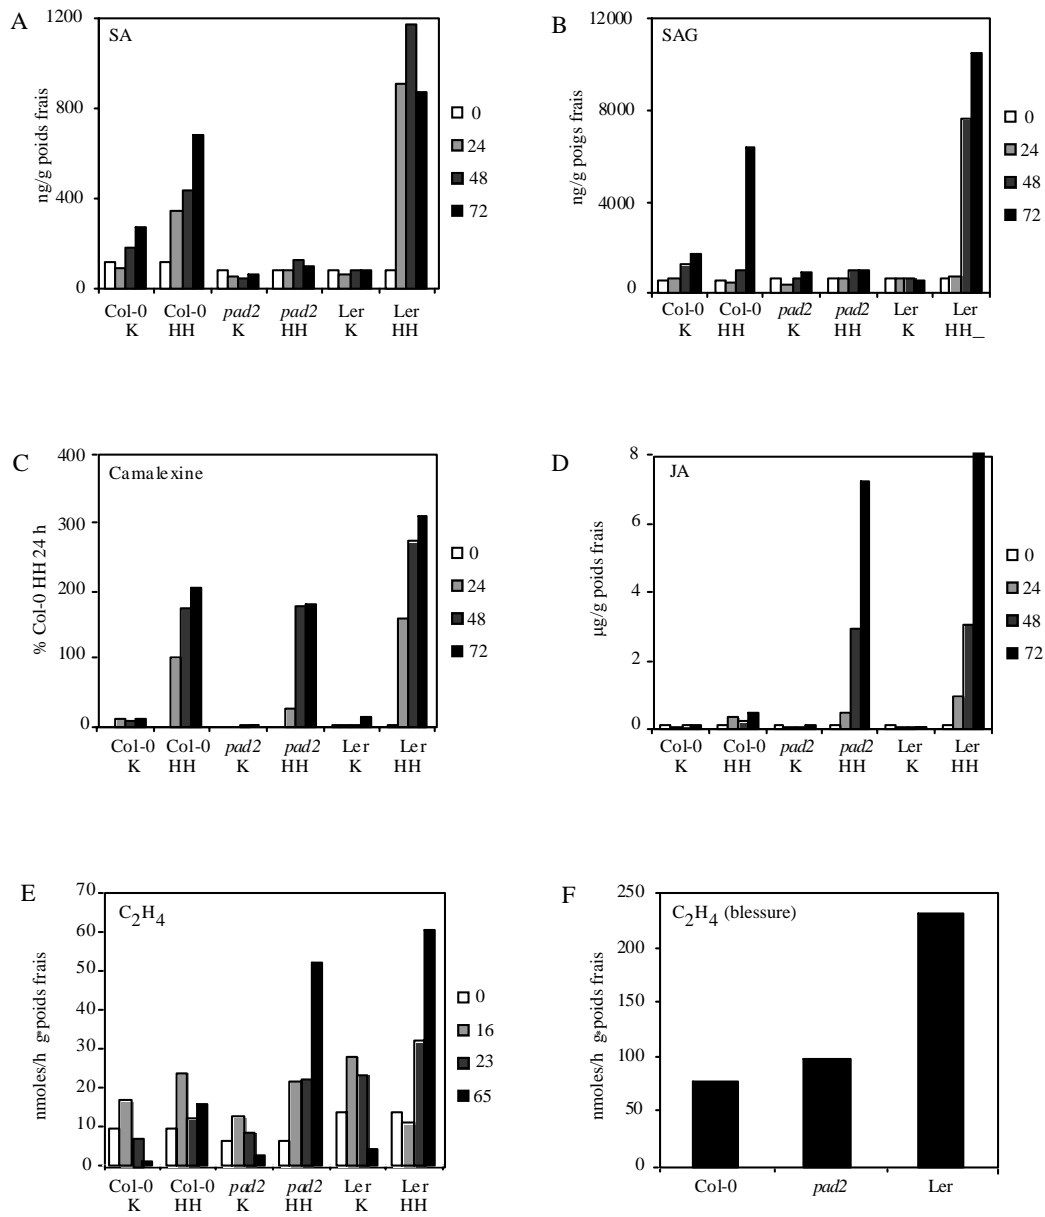 A
SA
ng/g poids frais
1200
800
400
0
Col-0 Col-0 pad2 pad2 Ler Ler
K HH K HH K HH
0
24
48
72
B
SAG
ng/g poigs frais
12000
8000
4000
0
Col-0 Col-0 pad2 pad2 Ler Ler
K HH K HH K HH_
0
24
48
72
C
Camalexine
% Col-0 HH 24 h
400
300
200
100
0
Col-0 Col-0 pad2 pad2 Ler Ler
K HH K HH K HH
0
24
48
72
D
JA
µg/g poids frais
8
6
4
2
0
Col-0 Col-0 pad2 pad2 Ler Ler
K HH K HH K HH
0
24
48
72
E
C2H4
nmoles/h g*poids frais
70
60
50
40
30
20
10
0
Col-0 Col-0 pad2 pad2 Ler Ler
K HH K HH K HH
0
16
23
65
F
C2H4 (blessure)
nmoles/h g*poids frais
250
200
150
100
50
0
Col-0 pad2 Ler